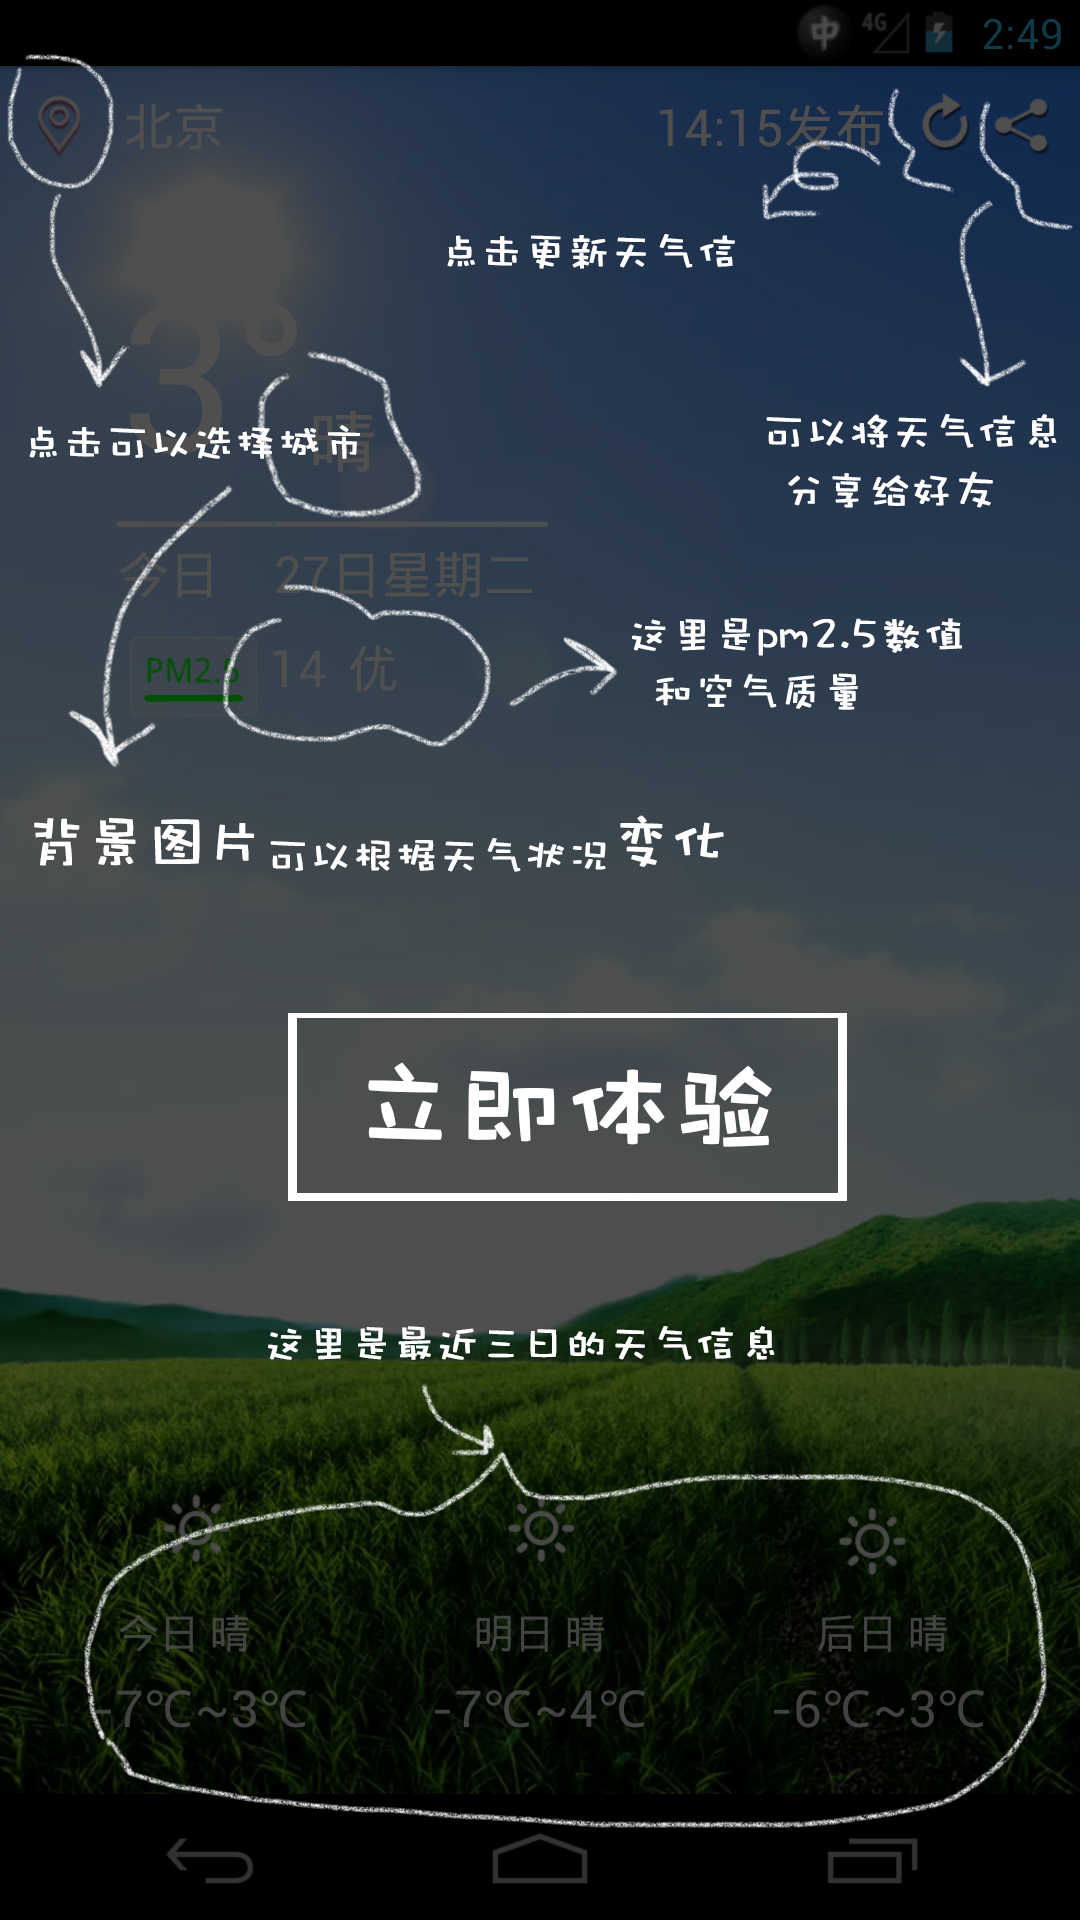 中 4G 2:49
北京 14:15发布
点击更新天气信
3°
晴
点击可以选择城市
可以将天气信息
分享给好友
今日 27日星期二
这里是pm2.5数值
和空气质量
PM2.5 14 优
背景图片可以根据天气状况变化
立即体验
这里是最近三日的天气信息
今日 晴 明日 晴 后日 晴
-7℃~3℃ -7℃~4℃ -6℃~3℃